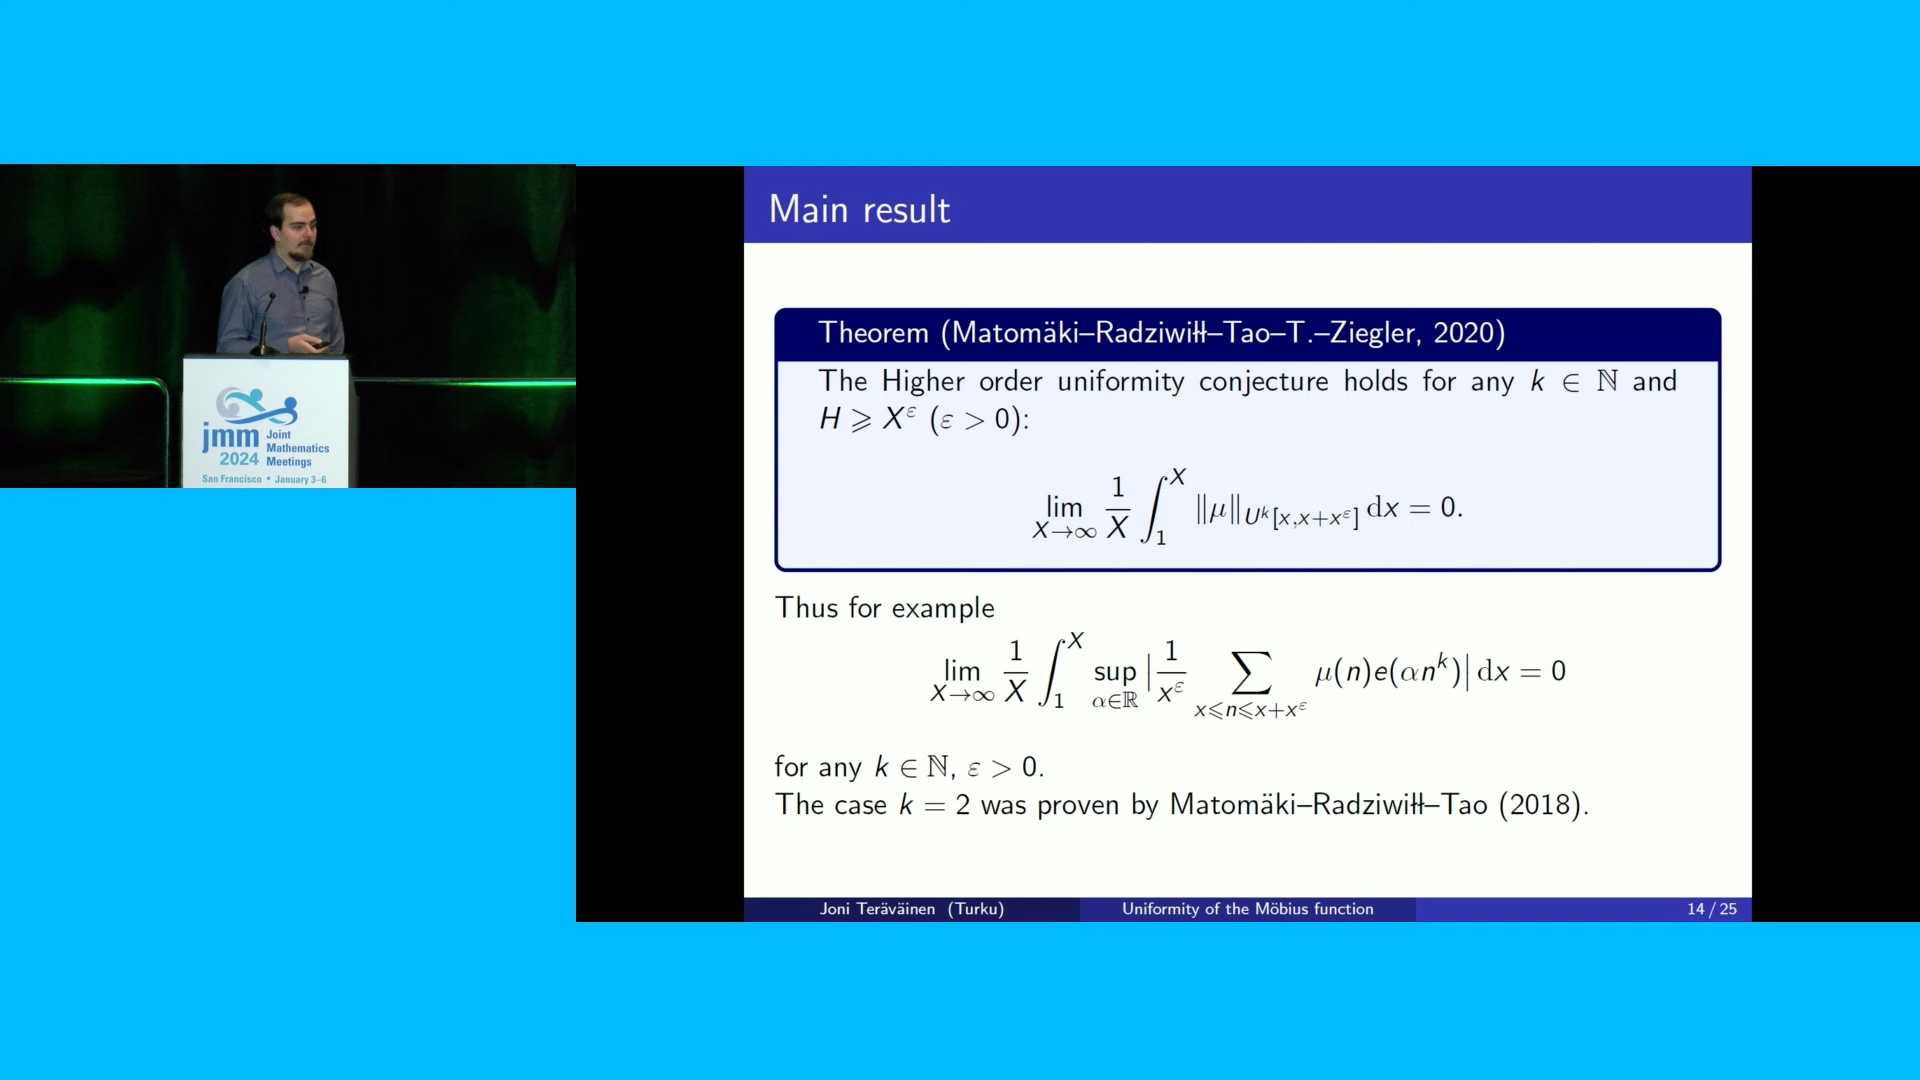 jmm Joint
Mathematics
2024 Meetings
San Francisco • January 3–6
Main result
Theorem (Matomäki–Radziwiłł–Tao–T.–Ziegler, 2020)
The Higher order uniformity conjecture holds for any k ∈ ℕ and
H ⩾ X^ε (ε > 0):
lim_{X→∞} 1/X ∫_1^X ‖μ‖_{U^k[x,x+x^ε]} dx = 0.
Thus for example
lim_{X→∞} 1/X ∫_1^X sup_{α∈ℝ} | 1/x^ε ∑_{x⩽n⩽x+x^ε} μ(n)e(αn^k)| dx = 0
for any k ∈ ℕ, ε > 0.
The case k = 2 was proven by Matomäki–Radziwiłł–Tao (2018).
Joni Teräväinen (Turku) Uniformity of the Möbius function 14 / 25